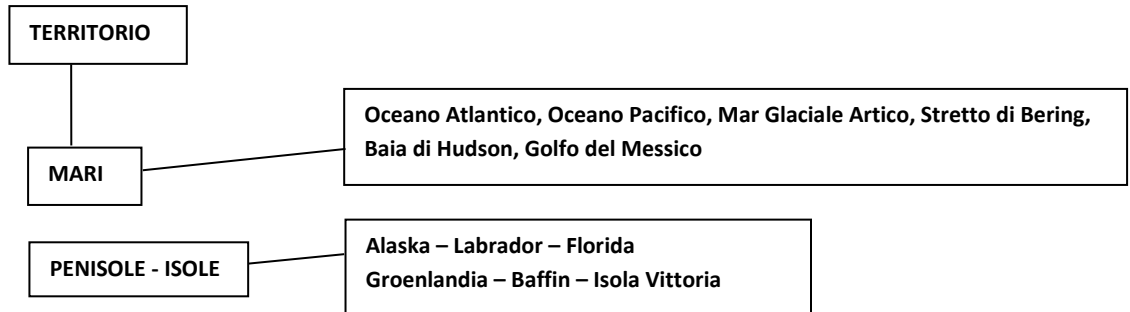 TERRITORIO
Oceano Atlantico, Oceano Pacifico, Mar Glaciale Artico, Stretto di Bering,
Baia di Hudson, Golfo del Messico
MARI
PENISOLE - ISOLE
Alaska – Labrador – Florida
Groenlandia – Baffin – Isola Vittoria